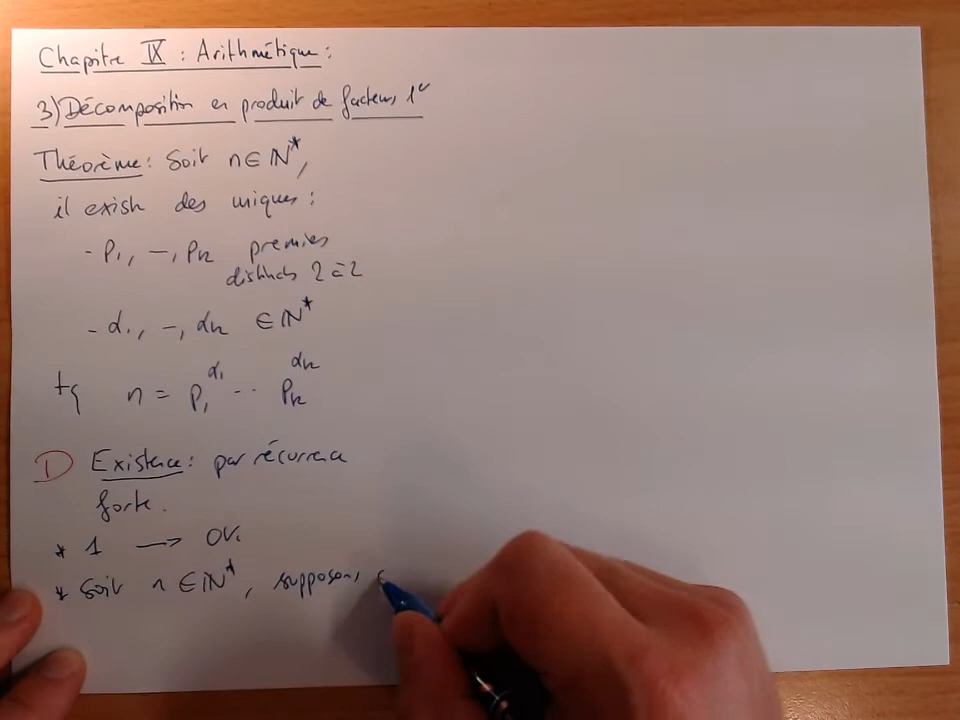 Chapitre IX : Arithmétique :
3) Décomposition en produit de facteurs 1er
Théorème : Soit n ∈ ℕ*,
il existe des uniques :
- p₁, –, pₖ premiers
distincts 2 à 2
- α₁, –, αₖ ∈ ℕ*
tq n = p₁^α₁ ·· pₖ^αₖ
D Existence : par récurrence
forte.
* 1 → OK.
* Soit n ∈ ℕ*, supposons